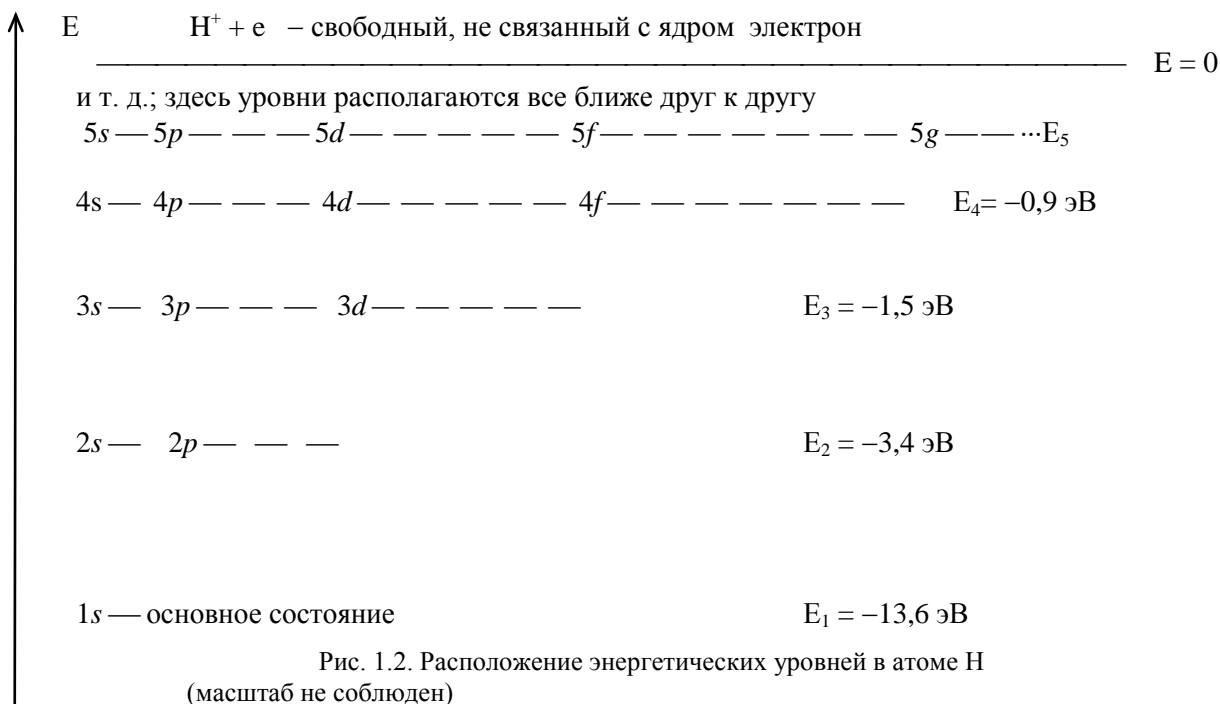 E H⁺ + e – свободный, не связанный с ядром электрон
E = 0
и т. д.; здесь уровни располагаются все ближе друг к другу
5s — 5p — — — 5d — — — — — 5f — — — — — — — 5g —— ···E₅
4s — 4p — — — 4d — — — — — 4f — — — — — — — E₄= –0,9 эВ
3s — 3p — — — 3d — — — — — E₃ = –1,5 эВ
2s — 2p — — — E₂ = –3,4 эВ
1s — основное состояние E₁ = –13,6 эВ
Рис. 1.2. Расположение энергетических уровней в атоме Н
(масштаб не соблюден)